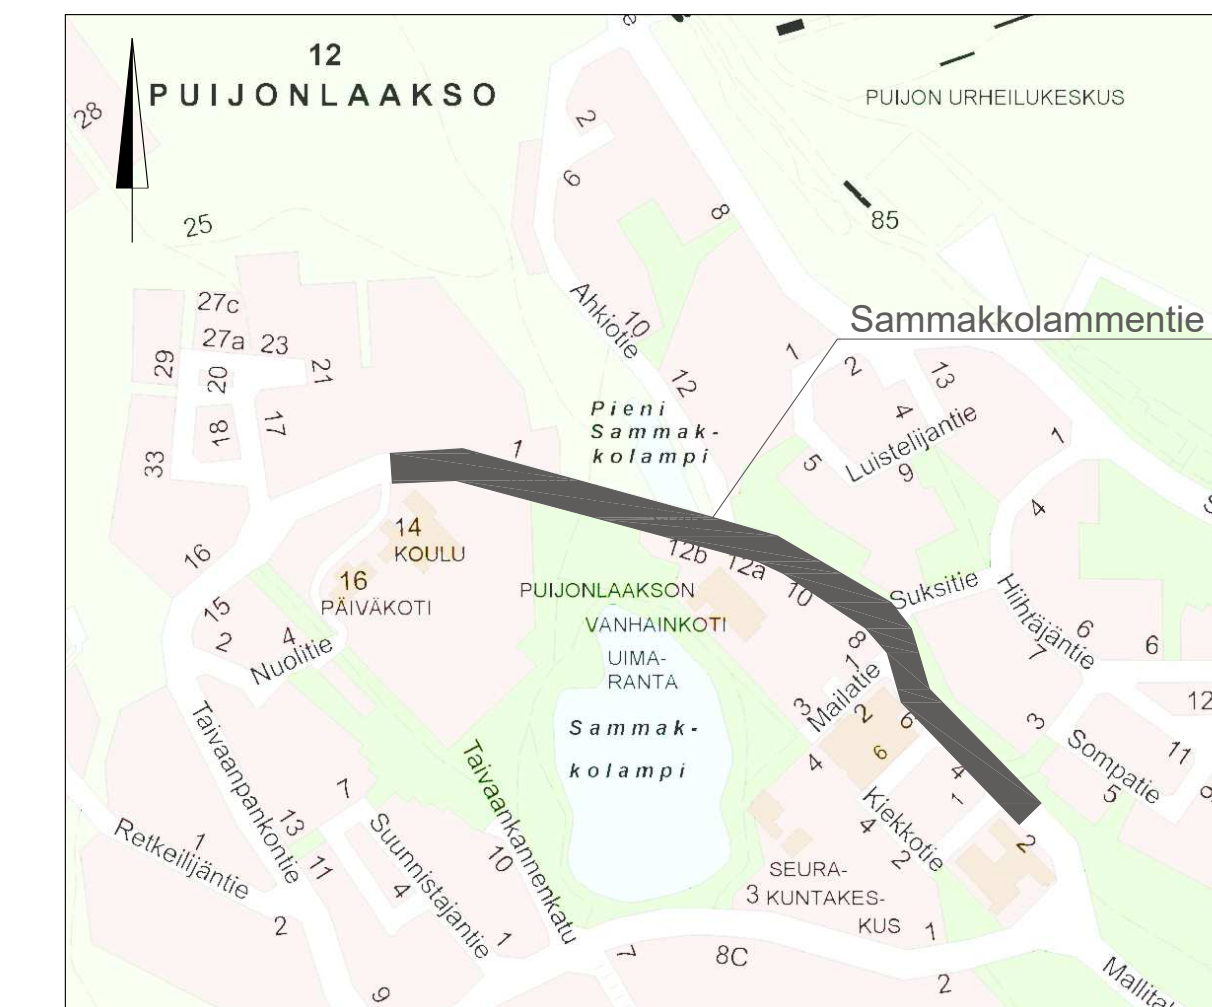 12
PUIJONLAAKSO
PUIJON URHEILUKESKUS
28
2
6
8
25
85
27c
27a
23
29
20
21
18
17
33
Ahkiotie
10
12
Sammakkolammentie
1
2
13
4
Luistelijantie
5
9
1
4
Pieni
Sammak-
kolampi
1
14
KOULU
16
PÄIVÄKOTI
16
15
2
4
Nuolitie
12b
12a
10
8
PUIJONLAAKSON
VANHAINKOTI
UIMA-
RANTA
Sammak-
kolampi
Suksitie
Hiihtäjäntie
6
6
7
12
1
Mailatie
3
2
4
6
6
4
1
3
Sompatie
11
5
9
Kiekkotie
4
2
2
Taivaanpankontie
Taivaankannenkatu
7
13
11
Suunnistajantie
4
10
1
Retkeilijäntie
1
2
9
SEURA-
3 KUNTAKES-
KUS
1
7
8C
2
Mallita